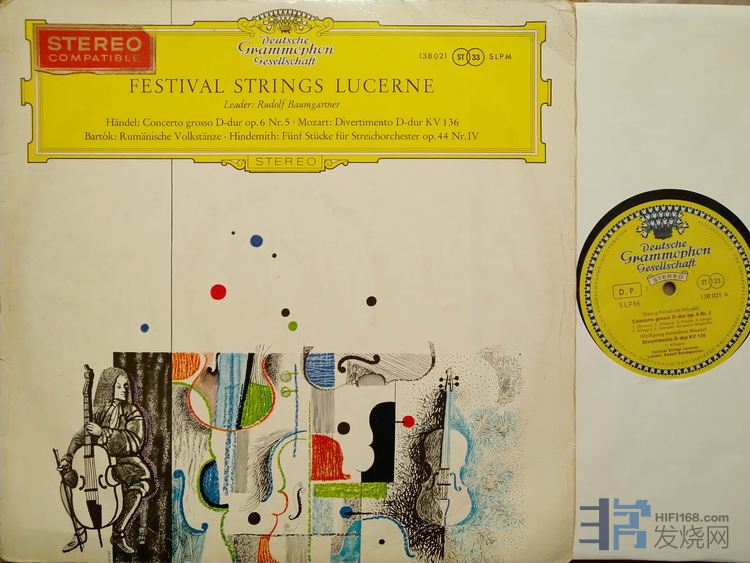 STEREO
COMPATIBLE
Deutsche
Grammophon
Gesellschaft
138 021 ST 33 SLPM
FESTIVAL STRINGS LUCERNE
Leader: Rudolf Baumgartner
Händel: Concerto grosso D-dur op. 6 Nr. 5 · Mozart: Divertimento D-dur KV 136
Bartók: Rumänische Volkstänze · Hindemith: Fünf Stücke für Streichorchester op. 44 Nr. IV
STEREO
Deutsche
Grammophon
Gesellschaft
STEREO
D.P.
ST 33
SLPM
138 021 A
Georg Friedrich Händel
Concerto grosso D-dur op. 6 Nr. 5
Wolfgang Amadeus Mozart
Divertimento D-dur KV 136
1. Allegro
Festival Strings Lucerne
Leader: Rudolf Baumgartner
HIFI168.com
发烧网